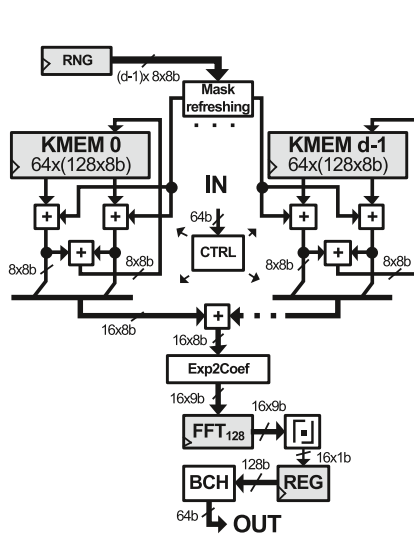 RNG
(d-1)x 8x8b
Mask
refreshing
KMEM 0
64x(128x8b)
KMEM d-1
64x(128x8b)
IN
64b
+
+
+
+
+
+
CTRL
8x8b
8x8b
8x8b
8x8b
16x8b
+
16x8b
Exp2Coef
16x9b
FFT128
16x9b
16x1b
BCH
128b
REG
64b
OUT